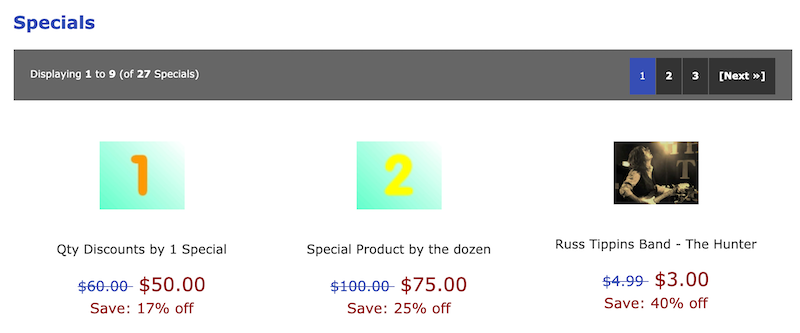 Specials
Displaying 1 to 9 (of 27 Specials) 1 2 3 [Next »]
1 2
Qty Discounts by 1 Special Special Product by the dozen Russ Tippins Band - The Hunter
$60.00 $50.00 $100.00 $75.00 $4.99 $3.00
Save: 17% off Save: 25% off Save: 40% off